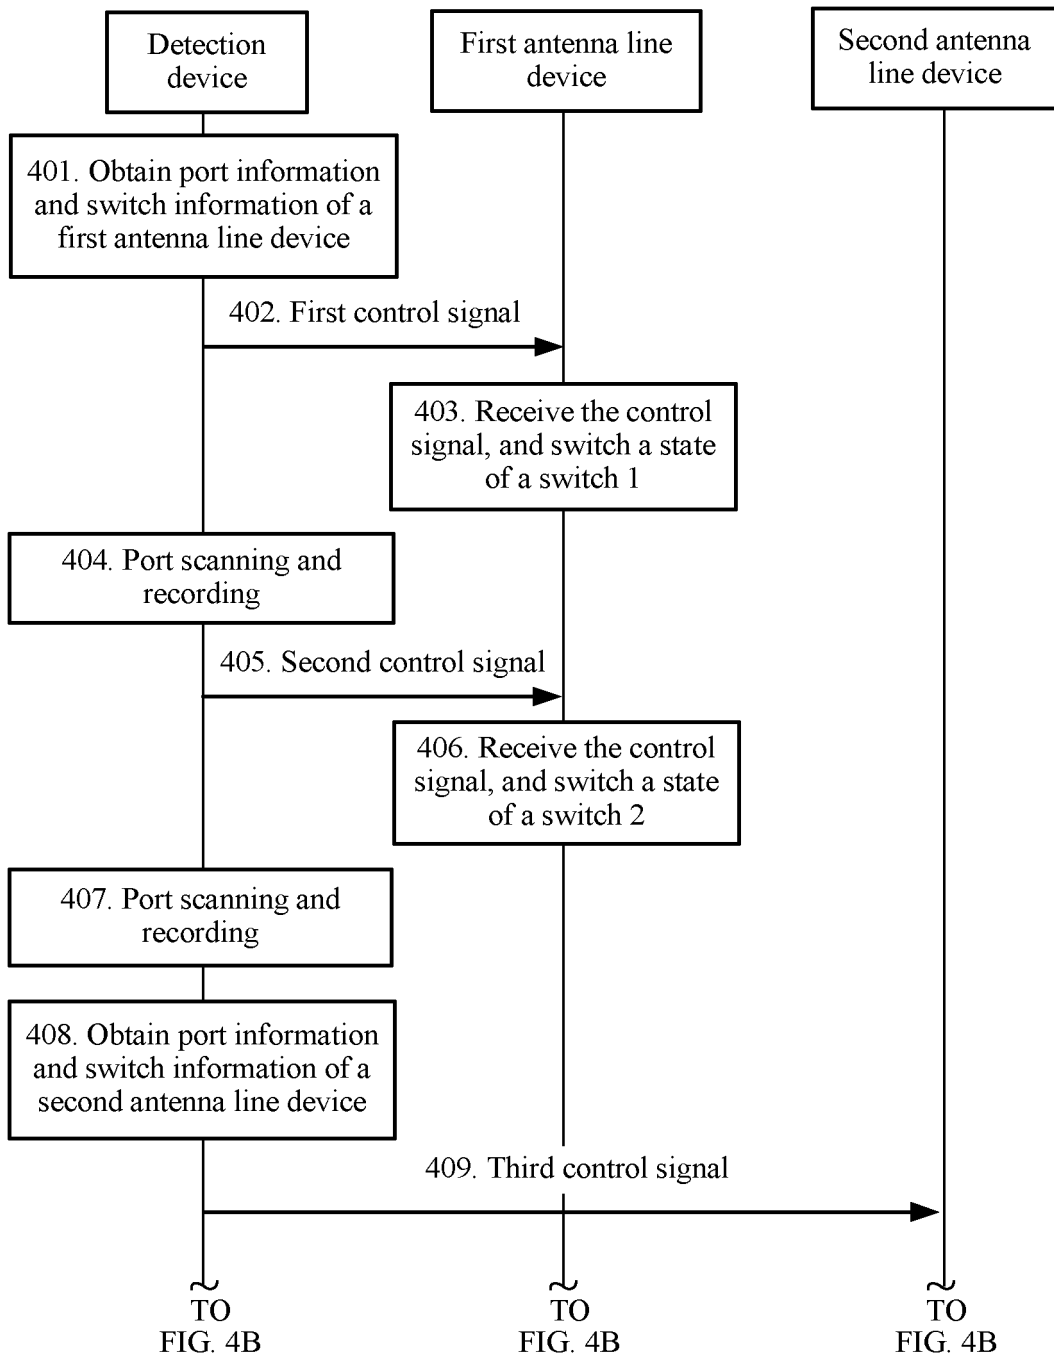 Detection
device
First antenna line
device
Second antenna
line device
401. Obtain port information
and switch information of a
first antenna line device
402. First control signal
403. Receive the control
signal, and switch a state
of a switch 1
404. Port scanning and
recording
405. Second control signal
406. Receive the control
signal, and switch a state
of a switch 2
407. Port scanning and
recording
408. Obtain port information
and switch information of a
second antenna line device
409. Third control signal
TO
FIG. 4B
TO
FIG. 4B
TO
FIG. 4B